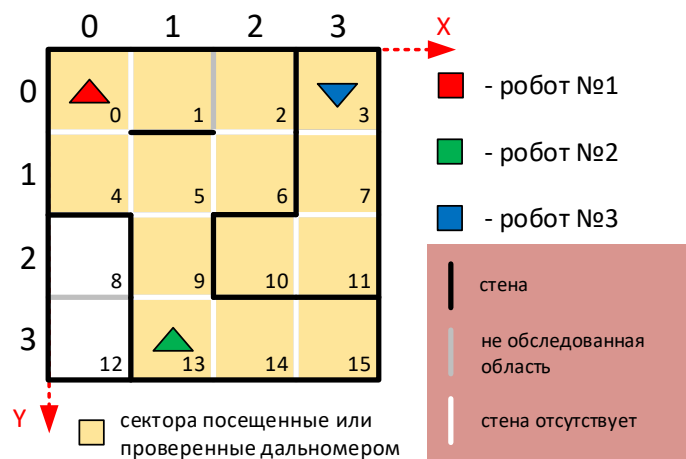 0 1 2 3 X
0
0 1 2 3
- робот №1
1
4 5 6 7
- робот №2
- робот №3
2
8 9 10 11
стена
3
12 13 14 15
не обследованная
область
Y
сектора посещенные или
проверенные дальномером
стена отсутствует